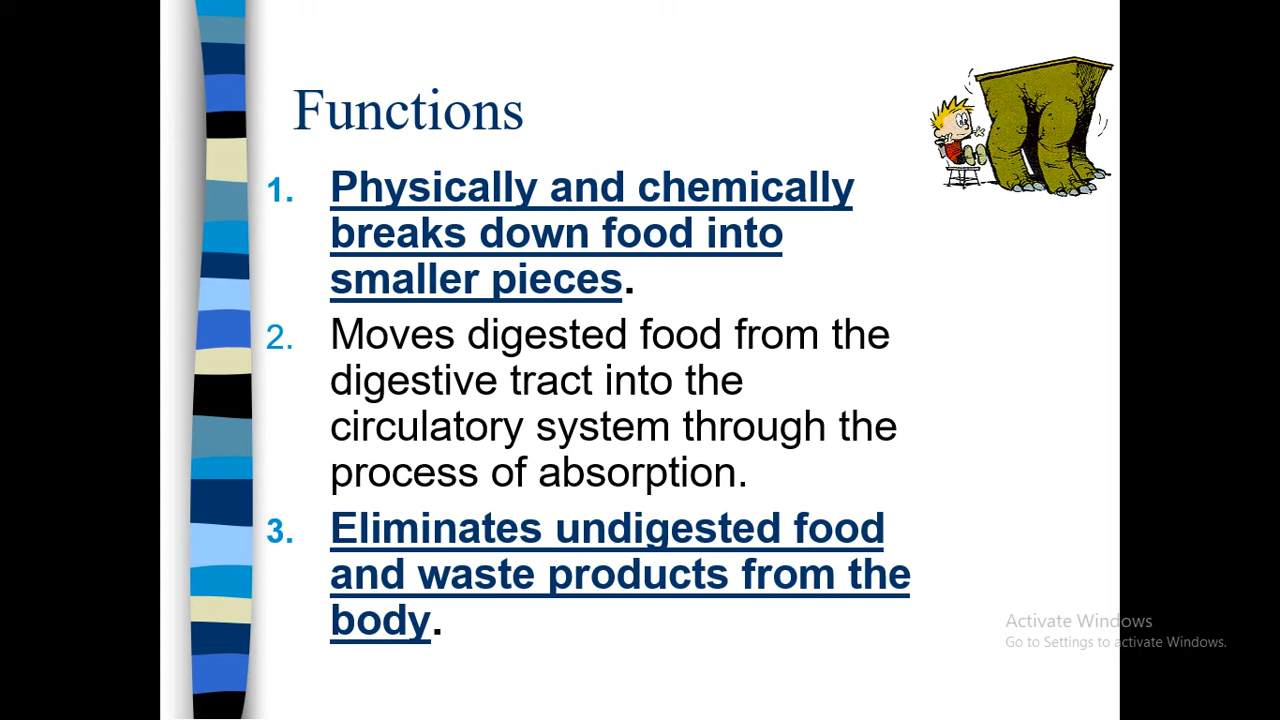 Functions
1. Physically and chemically
breaks down food into
smaller pieces.
2. Moves digested food from the
digestive tract into the
circulatory system through the
process of absorption.
3. Eliminates undigested food
and waste products from the
body.
Activate Windows
Go to Settings to activate Windows.